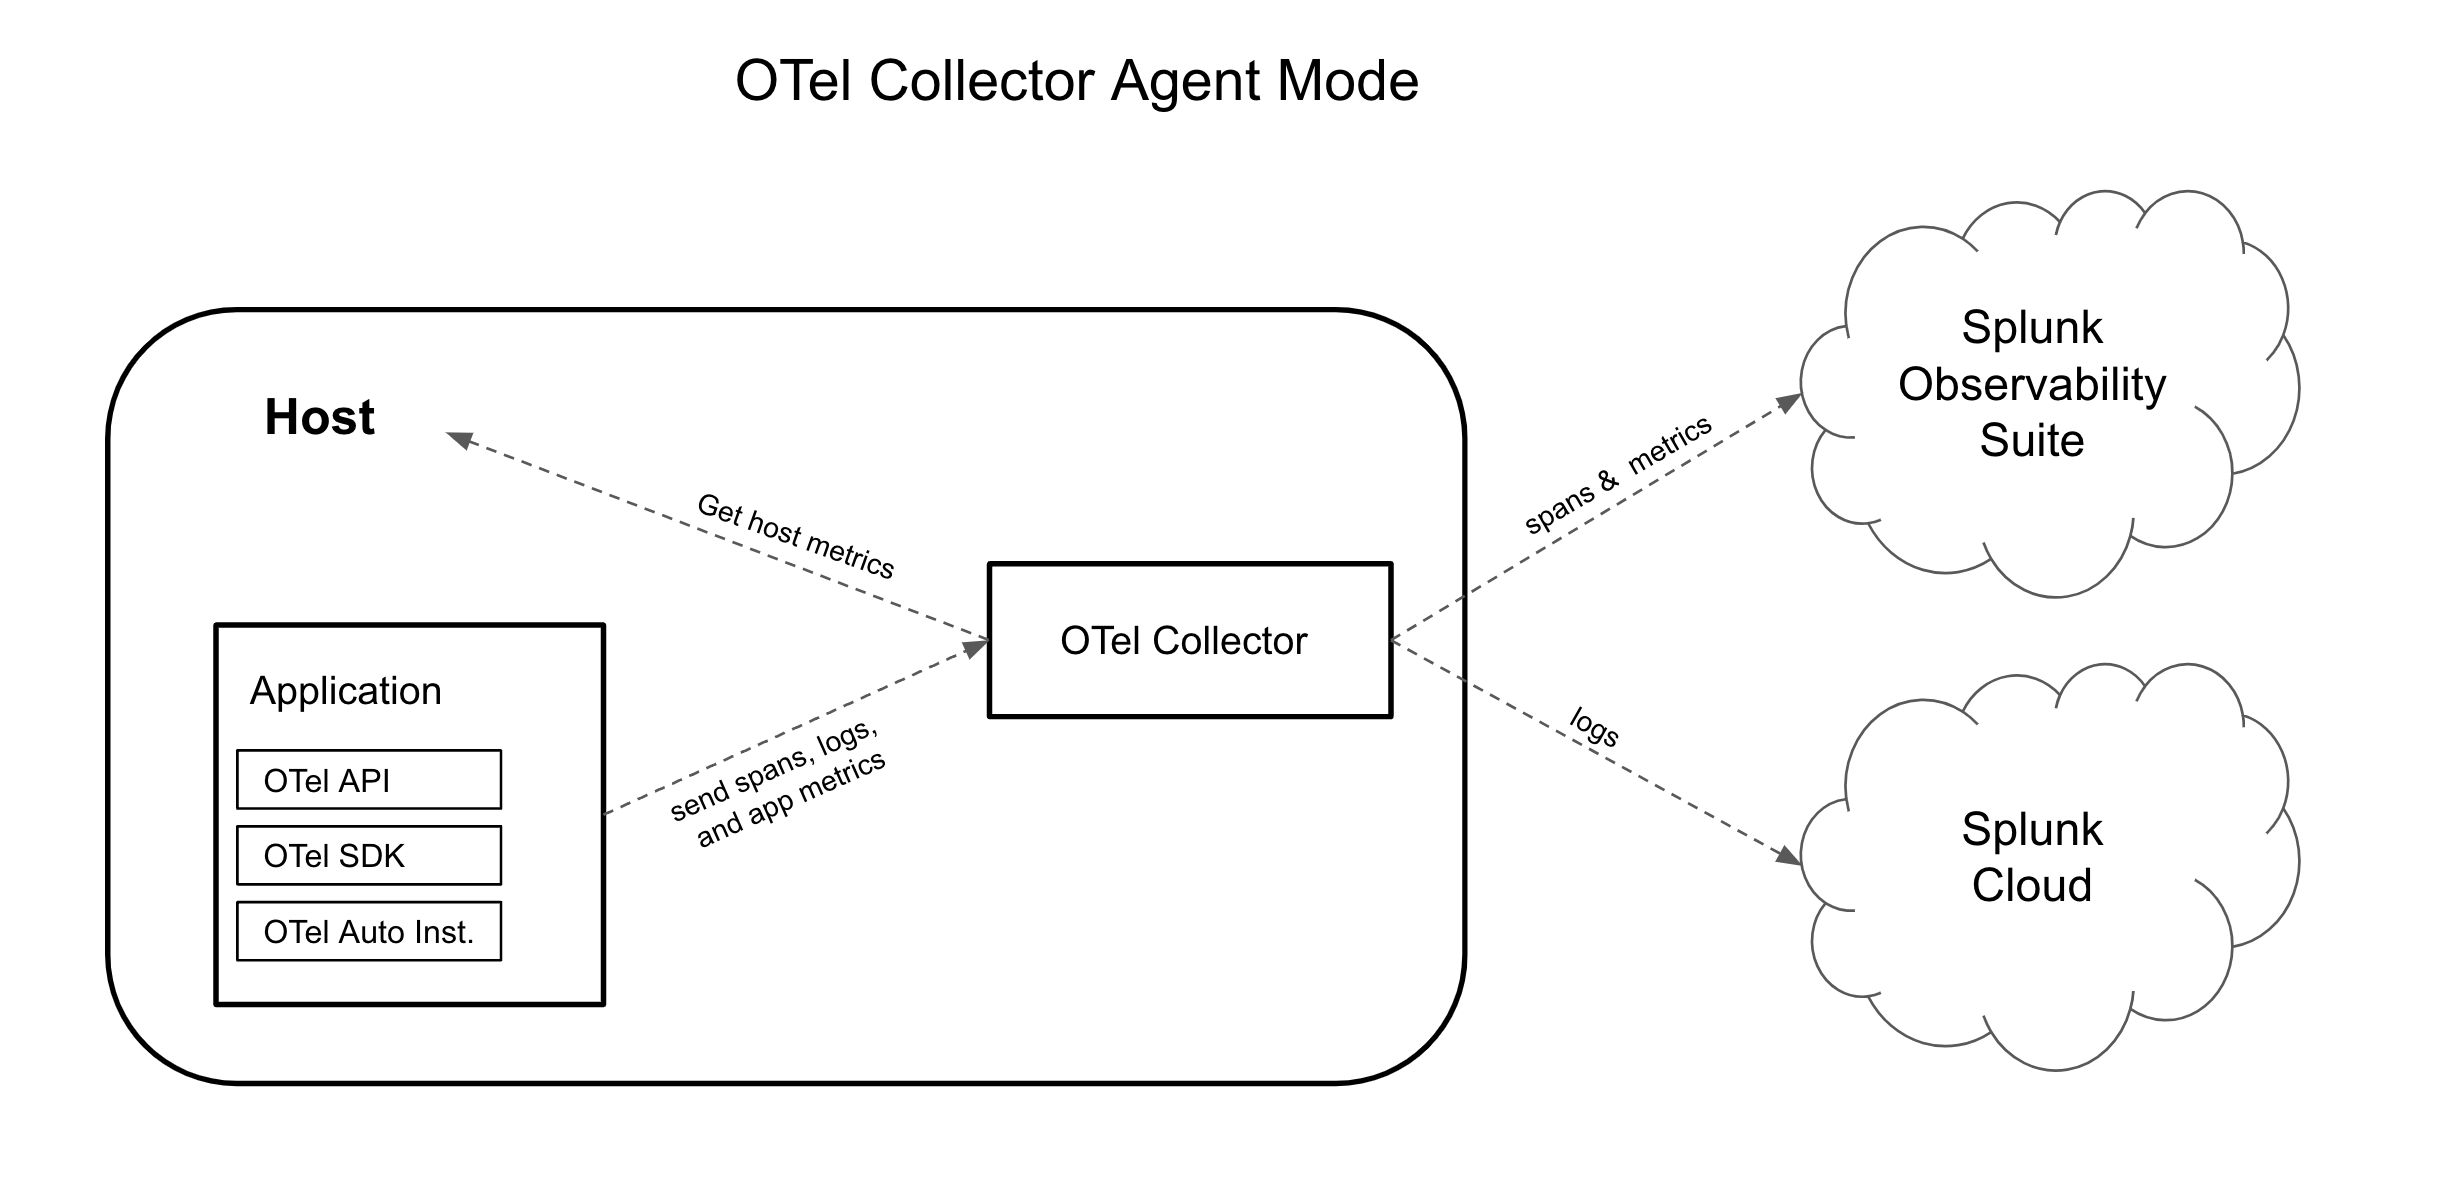 OTel Collector Agent Mode
Host
Get host metrics
Application
OTel API
OTel SDK
OTel Auto Inst.
send spans, logs,
and app metrics
OTel Collector
spans & metrics
logs
Splunk
Observability
Suite
Splunk
Cloud